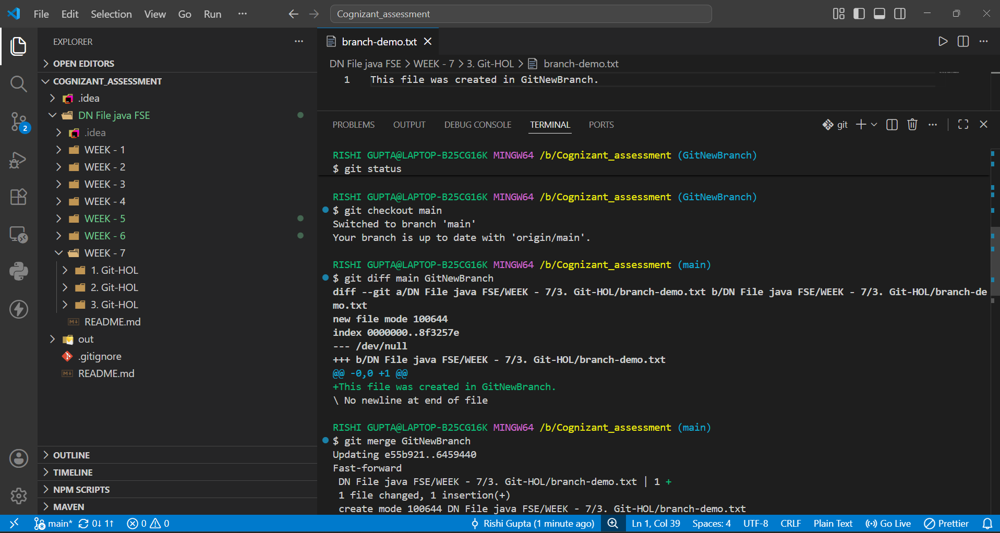 File Edit Selection View Go Run ···
Cognizant_assessment
EXPLORER
OPEN EDITORS
COGNIZANT_ASSESSMENT
.idea
DN File java FSE
.idea
WEEK - 1
WEEK - 2
WEEK - 3
WEEK - 4
WEEK - 5
WEEK - 6
WEEK - 7
1. Git-HOL
2. Git-HOL
3. Git-HOL
README.md
out
.gitignore
README.md
OUTLINE
TIMELINE
NPM SCRIPTS
MAVEN
2
branch-demo.txt
DN File java FSE > WEEK - 7 > 3. Git-HOL > branch-demo.txt
1 This file was created in GitNewBranch.
PROBLEMS OUTPUT DEBUG CONSOLE TERMINAL PORTS
git
RISHI GUPTA@LAPTOP-B25CG16K MINGW64 /b/Cognizant_assessment (GitNewBranch)
$ git status
RISHI GUPTA@LAPTOP-B25CG16K MINGW64 /b/Cognizant_assessment (GitNewBranch)
$ git checkout main
Switched to branch 'main'
Your branch is up to date with 'origin/main'.
RISHI GUPTA@LAPTOP-B25CG16K MINGW64 /b/Cognizant_assessment (main)
$ git diff main GitNewBranch
diff --git a/DN File java FSE/WEEK - 7/3. Git-HOL/branch-demo.txt b/DN File java FSE/WEEK - 7/3. Git-HOL/branch-de
mo.txt
new file mode 100644
index 0000000..8f3257e
--- /dev/null
+++ b/DN File java FSE/WEEK - 7/3. Git-HOL/branch-demo.txt
@@ -0,0 +1 @@
+This file was created in GitNewBranch.
\ No newline at end of file
RISHI GUPTA@LAPTOP-B25CG16K MINGW64 /b/Cognizant_assessment (main)
$ git merge GitNewBranch
Updating e55b921..6459440
Fast-forward
DN File java FSE/WEEK - 7/3. Git-HOL/branch-demo.txt | 1 +
1 file changed, 1 insertion(+)
create mode 100644 DN File java FSE/WEEK - 7/3. Git-HOL/branch-demo.txt
main* 0↓ 1↑ 0 0 Rishi Gupta (1 minute ago) Ln 1, Col 39 Spaces: 4 UTF-8 CRLF Plain Text Go Live Prettier